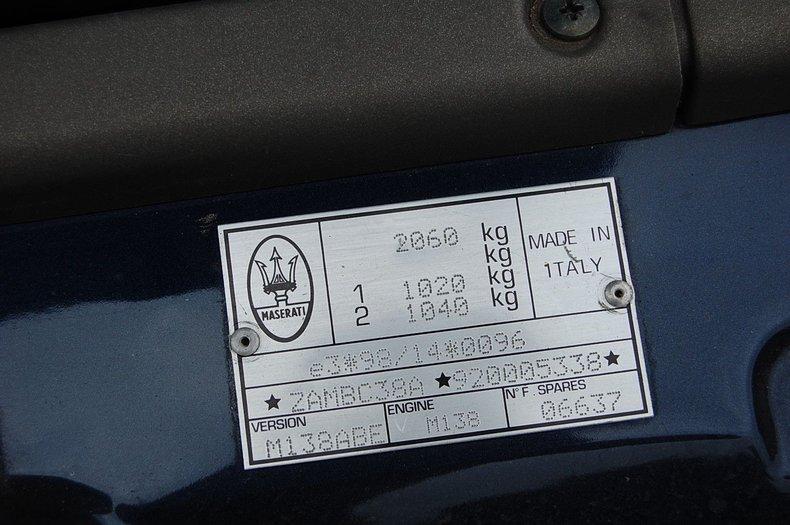 MASERATI
2060 kg
kg
1 1020 kg
2 1040 kg
MADE IN
ITALY
e3*98/14*0096
★ ZAMBC38A ★920005338★
VERSION M138ABE
ENGINE M138
N°F.SPARES 06637